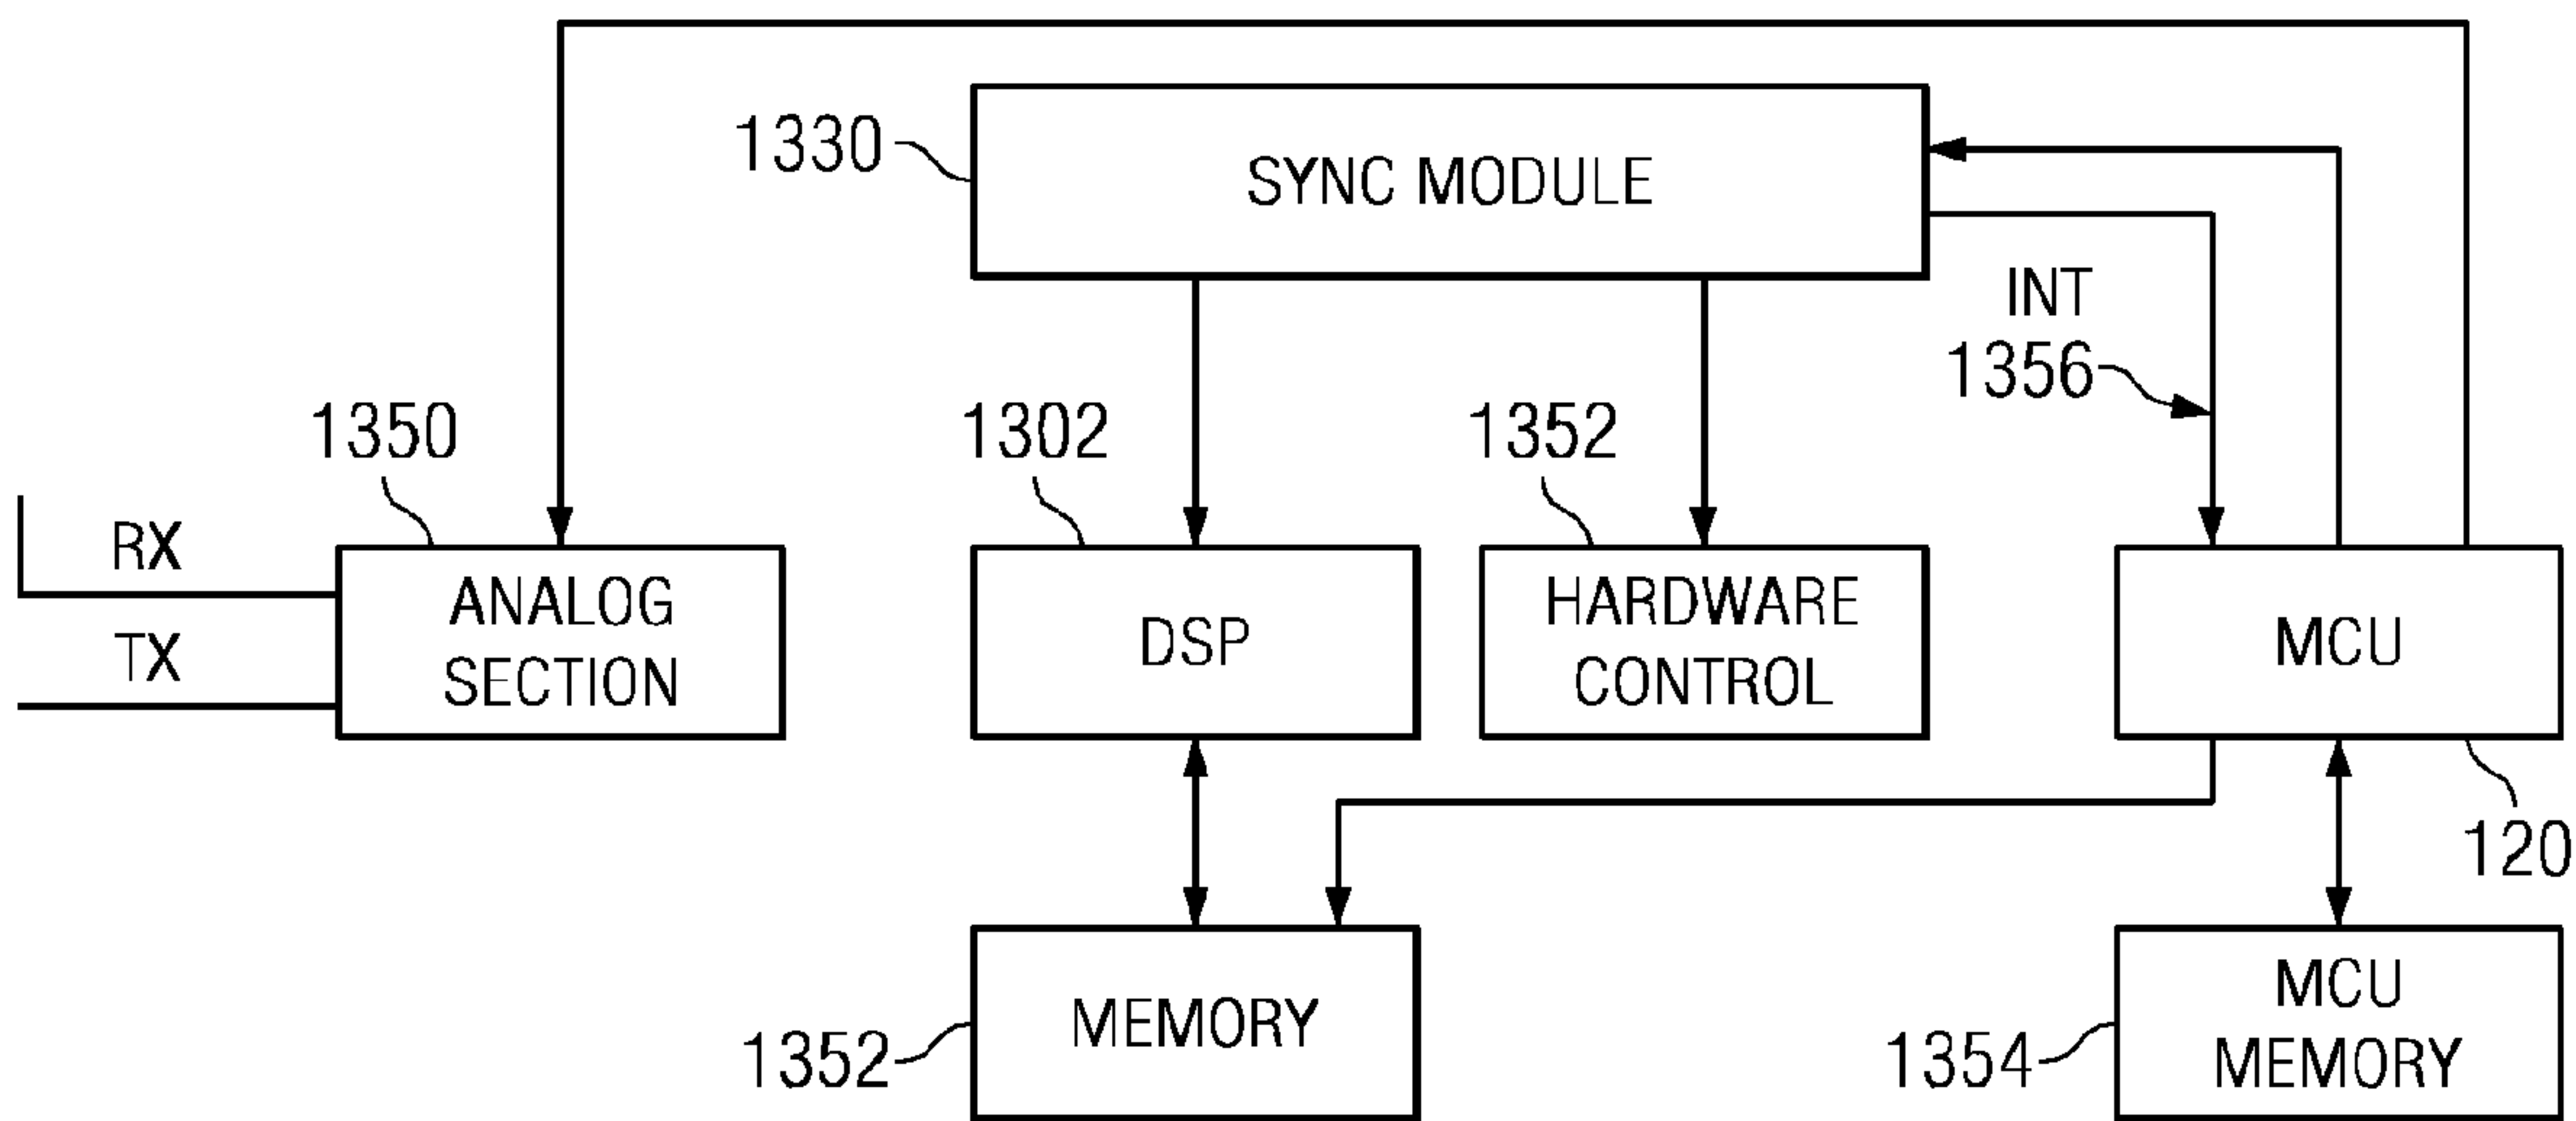 1330
SYNC MODULE
INT
1356
1350
1302
1352
RX
TX
ANALOG
SECTION
DSP
HARDWARE
CONTROL
MCU
120
1352
MEMORY
1354
MCU
MEMORY